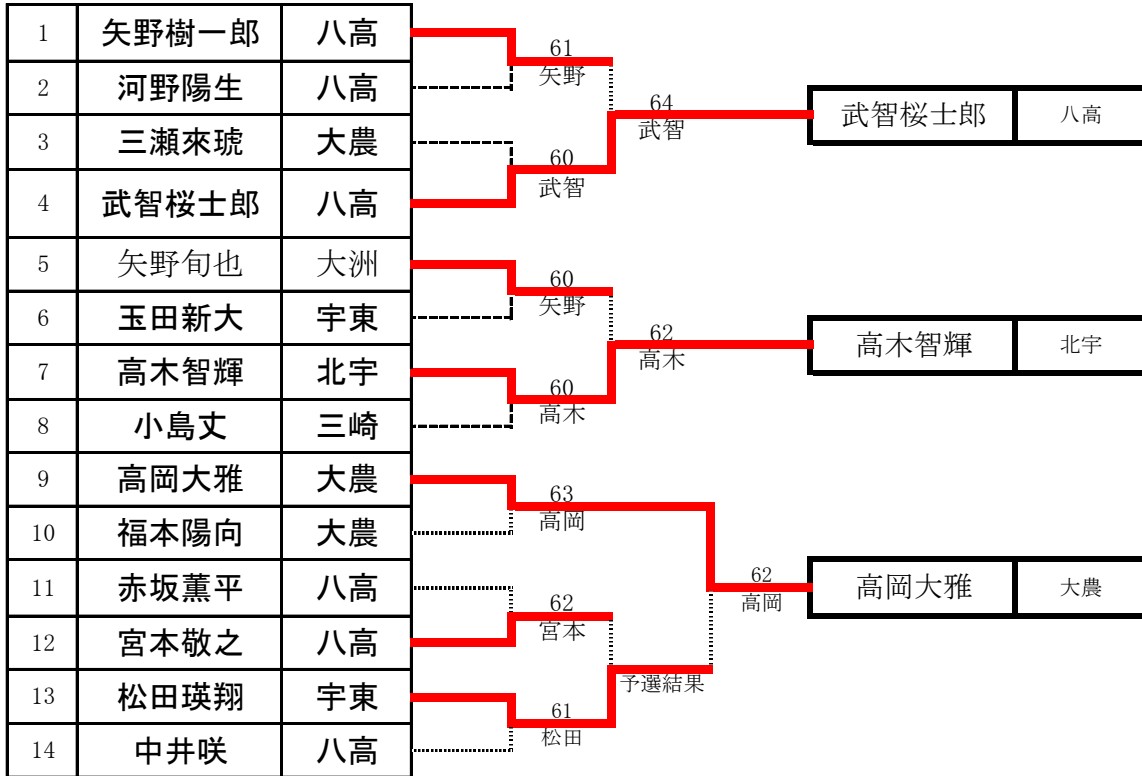 1 矢野樹一郎 八高
2 河野陽生 八高
3 三瀬來琥 大農
4 武智桜士郎 八高
5 矢野旬也 大洲
6 玉田新大 宇東
7 高木智輝 北宇
8 小島丈 三崎
9 高岡大雅 大農
10 福本陽向 大農
11 赤坂薫平 八高
12 宮本敬之 八高
13 松田瑛翔 宇東
14 中井咲 八高
61
矢野
60
武智
60
矢野
60
高木
63
高岡
62
宮本
61
松田
64
武智
62
高木
予選結果
62
高岡
武智桜士郎 八高
高木智輝 北宇
高岡大雅 大農